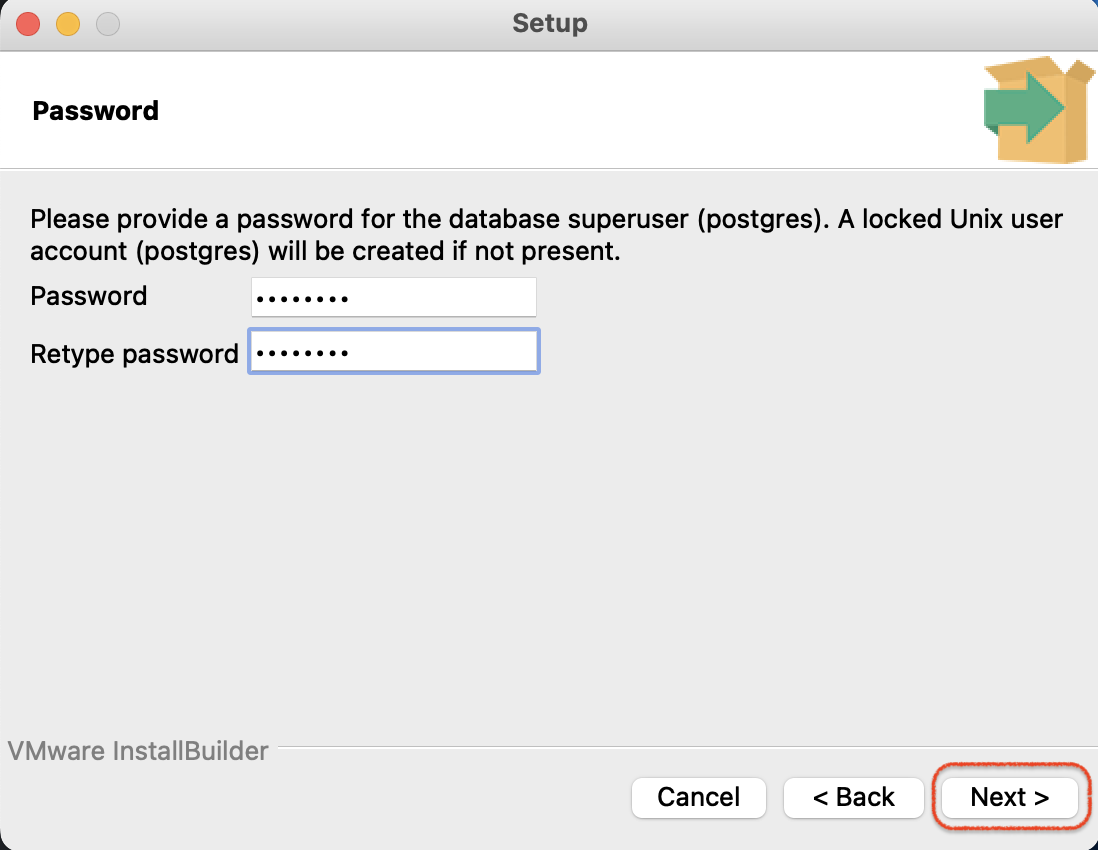 Setup
Password
Please provide a password for the database superuser (postgres). A locked Unix user
account (postgres) will be created if not present.
Password ••••••••
Retype password ••••••••
VMware InstallBuilder
Cancel < Back Next >